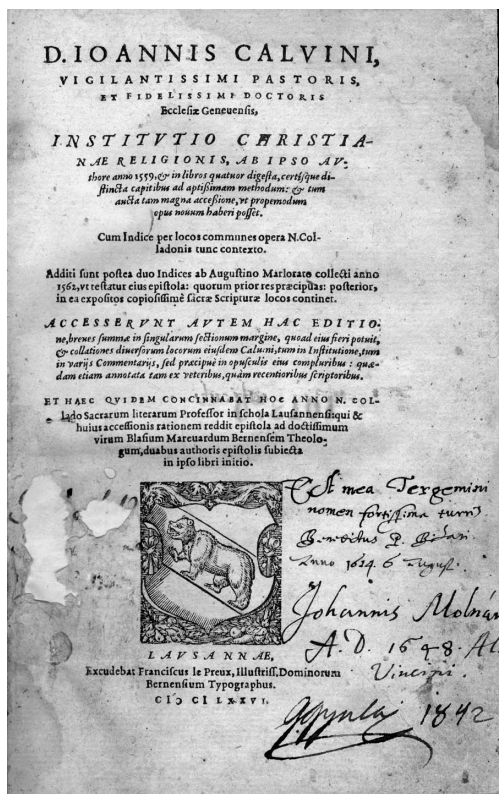 D. IOANNIS CALVINI,
VIGILANTISSIMI PASTORIS,
ET FIDELISSIMI DOCTORIS
Ecclesiæ Geneuensis,
INSTITVTIO CHRISTIA-
NAE RELIGIONIS, AB IPSO AV-
thore anno 1559, & in libros quatuor digesta, certísque di-
stincta capitibus ad aptißimam methodum: & tum
aucta tam magna accessione, vt propemodum
opus nouum haberi possit.
Cum Indice per locos communes opera N. Col-
ladonis tunc contexto.
Additi sunt postea duo Indices ab Augustino Marlorato collecti anno
1562, vt testatur eius epistola: quorum prior res præcipuas: posterior,
in ea expositos copiosissimè sacræ Scripturæ locos continet.
ACCESSERVNT AVTEM HAC EDITIO-
ne, breues summæ in singularum sectionum margine, quoad eius fieri potuit,
& collationes diuersorum locorum eiusdem Caluini, tum in Institutione, tum
in varijs Commentarijs, sed præcipuè in opusculis eius compluribus: quæ-
dam etiam annotata tam ex veteribus, quàm recentioribus scriptoribus.
ET HAEC QVIDEM CONCINNABAT HOC ANNO N. COL-
lado Sacrarum literarum Professor in schola Lausannensi: qui &
huius accessionis rationem reddit epistola ad doctissimum
virum Blasium Marcuardum Bernensem Theolo-
gum, duabus authoris epistolis subiecta
in ipso libri initio.
Est mea Tergemini
nomen fortissima turris
P.
Anno 1614. 6 August.
Johannis Molnár
A. D. 1648.
LAVSANNAE,
Excudebat Franciscus le Preux, Illustriss. Dominorum
Bernensium Typographus.
CIↃ CI LXXVI.
Gyula 1842